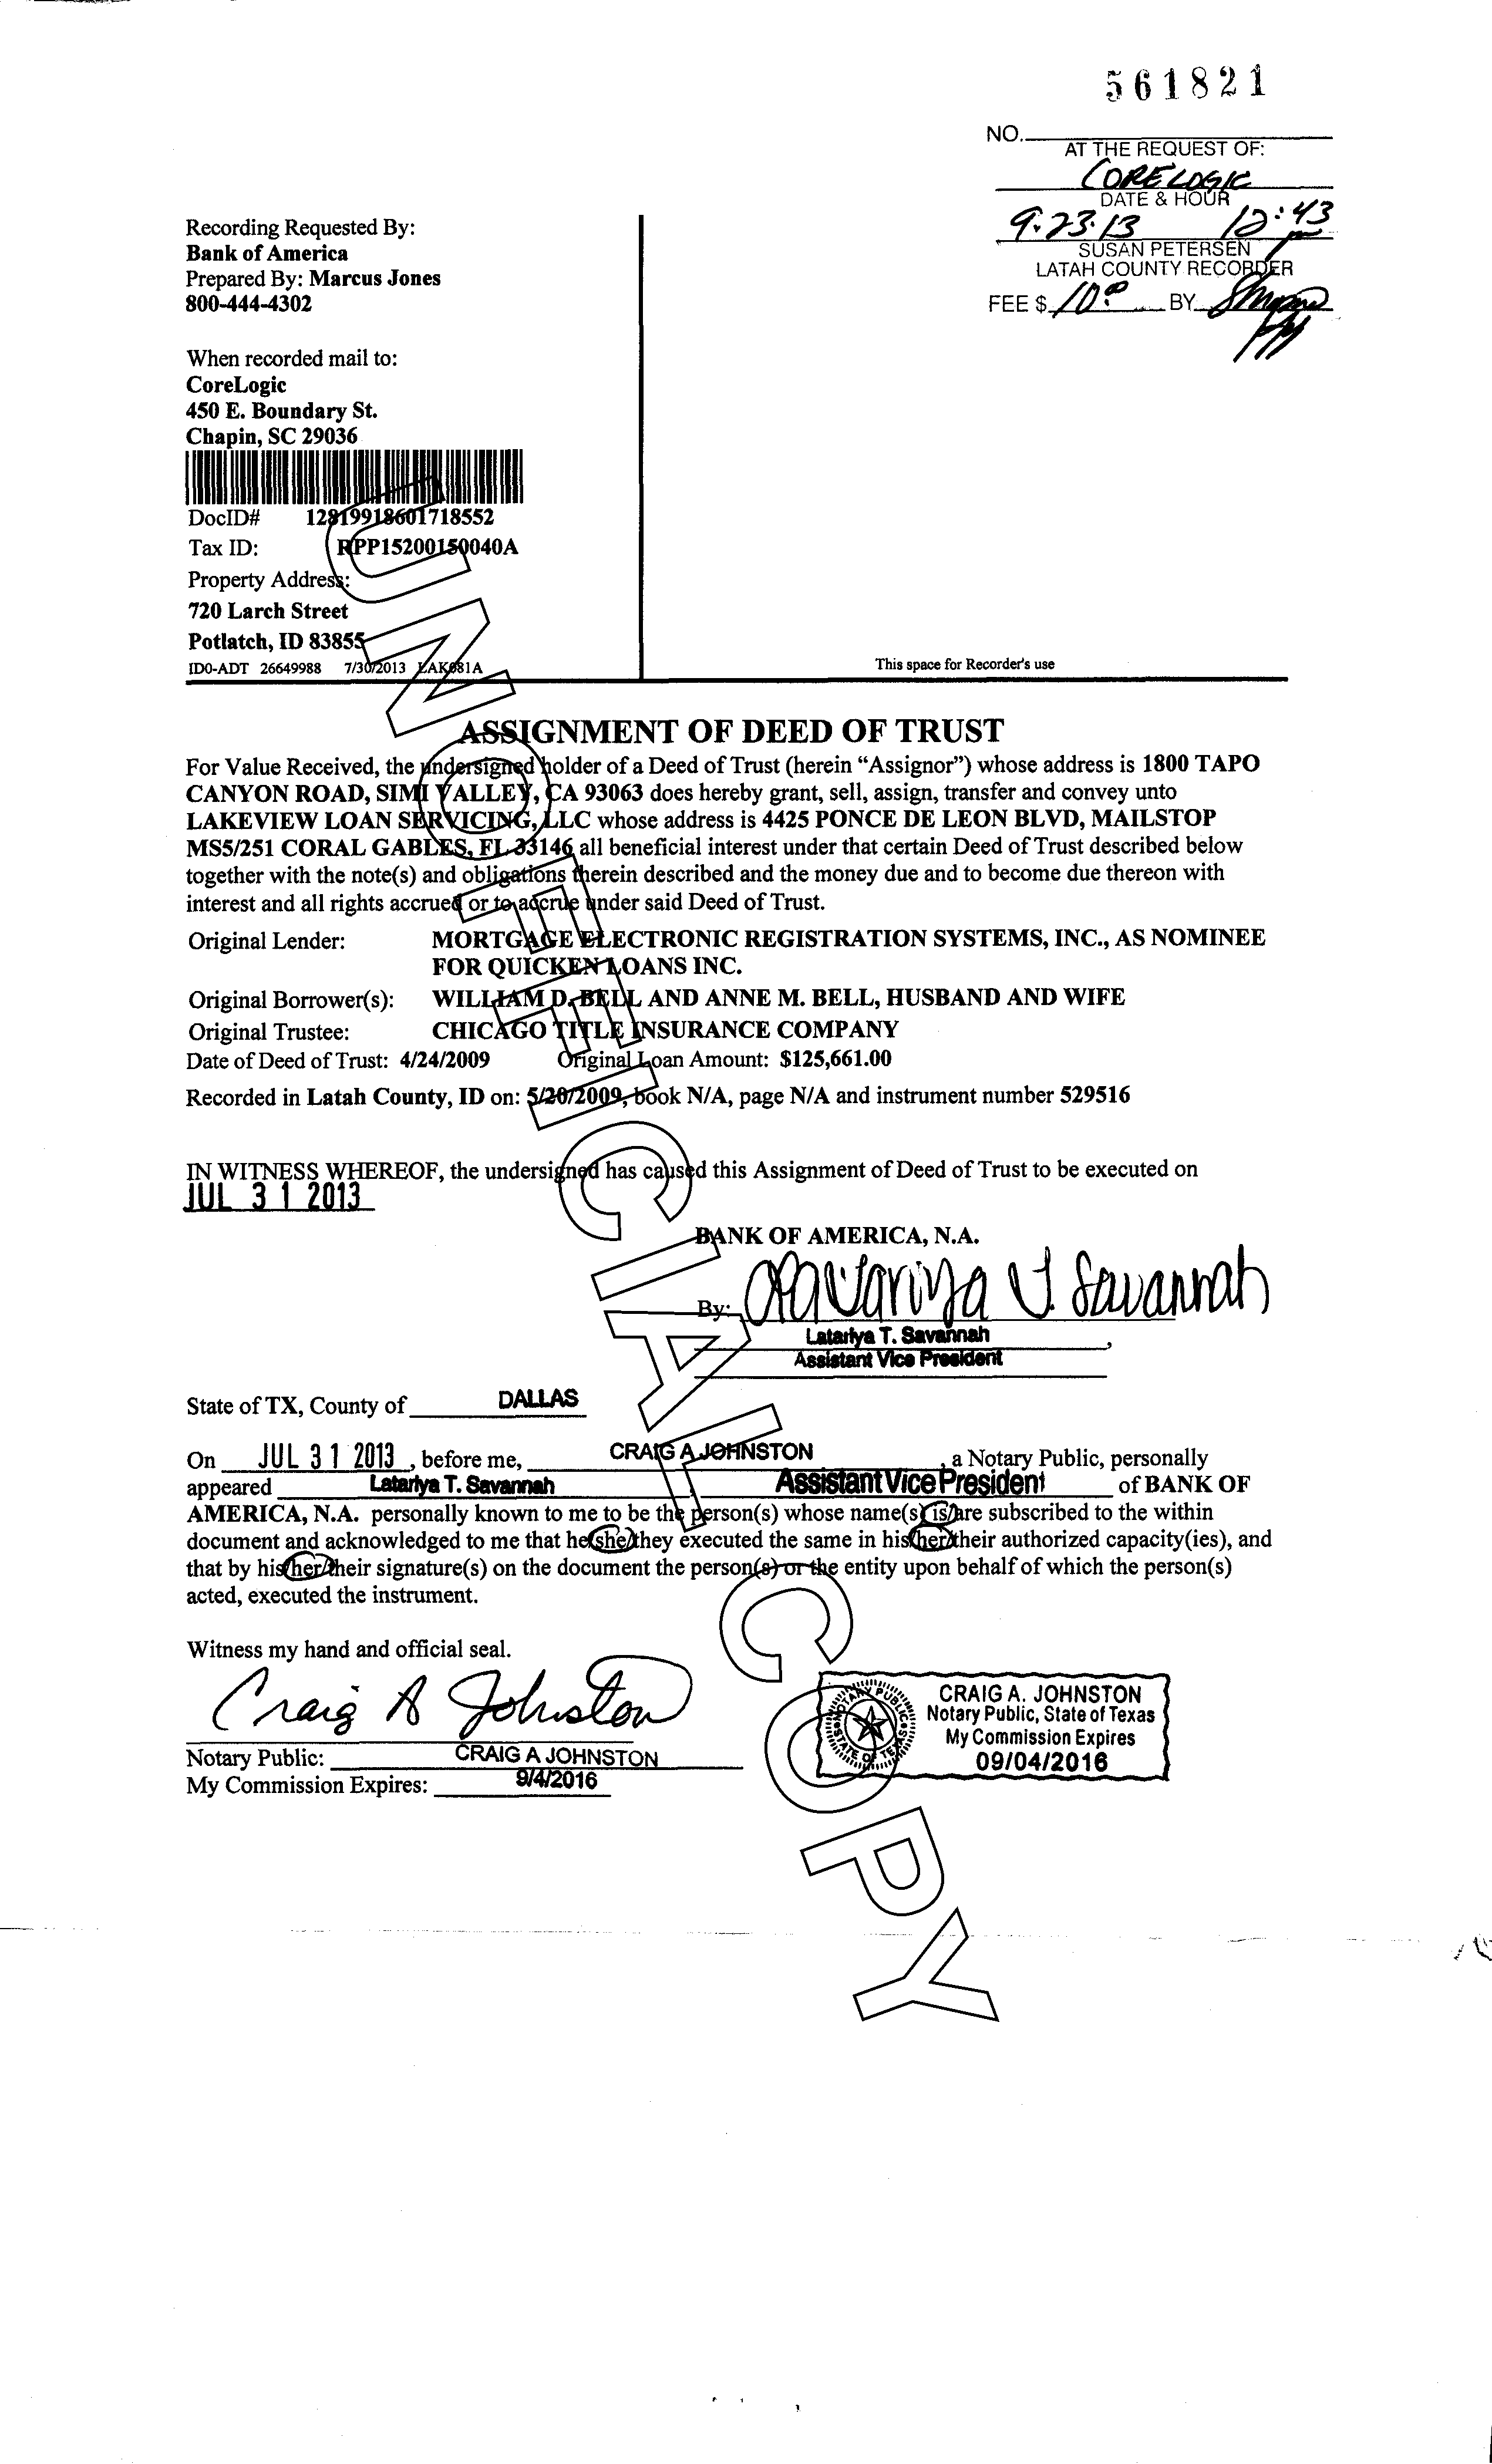 561821
NO.
AT THE REQUEST OF:
CORELOGIC
DATE & HOUR
9-23-13 12:43
pm
SUSAN PETERSEN
LATAH COUNTY RECORDER
FEE $ 10.00 BY
Recording Requested By:
Bank of America
Prepared By: Marcus Jones
800-444-4302
When recorded mail to:
CoreLogic
450 E. Boundary St.
Chapin, SC 29036
DocID# 12819918601718552
Tax ID: RPP15200150040A
Property Address:
720 Larch Street
Potlatch, ID 83855
ID0-ADT 26649988 7/30/2013 LAK681A
This space for Recorder's use
ASSIGNMENT OF DEED OF TRUST
For Value Received, the undersigned holder of a Deed of Trust (herein “Assignor”) whose address is 1800 TAPO
CANYON ROAD, SIMI VALLEY, CA 93063 does hereby grant, sell, assign, transfer and convey unto
LAKEVIEW LOAN SERVICING, LLC whose address is 4425 PONCE DE LEON BLVD, MAILSTOP
MS5/251 CORAL GABLES, FL 33146 all beneficial interest under that certain Deed of Trust described below
together with the note(s) and obligations therein described and the money due and to become due thereon with
interest and all rights accrued or to accrue under said Deed of Trust.
Original Lender: MORTGAGE ELECTRONIC REGISTRATION SYSTEMS, INC., AS NOMINEE
FOR QUICKEN LOANS INC.
Original Borrower(s): WILLIAM D. BELL AND ANNE M. BELL, HUSBAND AND WIFE
Original Trustee: CHICAGO TITLE INSURANCE COMPANY
Date of Deed of Trust: 4/24/2009 Original Loan Amount: $125,661.00
Recorded in Latah County, ID on: 5/20/2009, book N/A, page N/A and instrument number 529516
IN WITNESS WHEREOF, the undersigned has caused this Assignment of Deed of Trust to be executed on
JUL 31 2013
BANK OF AMERICA, N.A.
By: Latariya T. Savannah
Latariya T. Savannah,
Assistant Vice President
State of TX, County of DALLAS
On JUL 31 2013, before me, CRAIG A JOHNSTON, a Notary Public, personally
appeared Latariya T. Savannah, Assistant Vice President of BANK OF
AMERICA, N.A. personally known to me to be the person(s) whose name(s) is/are subscribed to the within
document and acknowledged to me that he/she/they executed the same in his/her/their authorized capacity(ies), and
that by his/her/their signature(s) on the document the person(s) or the entity upon behalf of which the person(s)
acted, executed the instrument.
Witness my hand and official seal.
Craig A Johnston
Notary Public: CRAIG A JOHNSTON
My Commission Expires: 9/4/2016
NOTARY PUBLIC
STATE OF TEXAS
CRAIG A. JOHNSTON
Notary Public, State of Texas
My Commission Expires
09/04/2016
UNOFFICIAL COPY